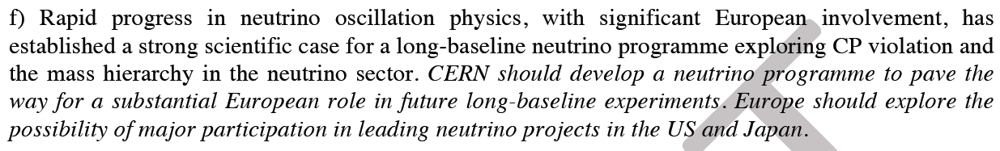 f) Rapid progress in neutrino oscillation physics, with significant European involvement, has
established a strong scientific case for a long-baseline neutrino programme exploring CP violation and
the mass hierarchy in the neutrino sector. CERN should develop a neutrino programme to pave the
way for a substantial European role in future long-baseline experiments. Europe should explore the
possibility of major participation in leading neutrino projects in the US and Japan.